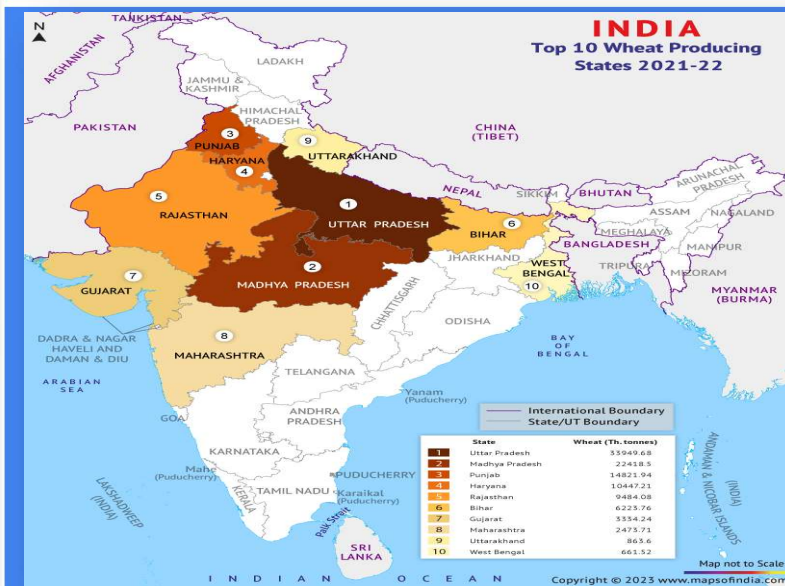 INDIA
Top 10 Wheat Producing
States 2021-22
N
TAJIKISTAN
AFGHANISTAN
LADAKH
JAMMU &
KASHMIR
HIMACHAL
PRADESH
PAKISTAN
CHINA
(TIBET)
3
PUNJAB
HARYANA
4
9
UTTARAKHAND
5
RAJASTHAN
1
UTTAR PRADESH
NEPAL
SIKKIM
BHUTAN
ARUNACHAL
PRADESH
ASSAM
NAGALAND
MEGHALAYA
MANIPUR
BANGLADESH
TRIPURA
MIZORAM
MYANMAR
(BURMA)
6
BIHAR
JHARKHAND
WEST
BENGAL
10
2
MADHYA PRADESH
7
GUJARAT
CHHATTISGARH
ODISHA
8
MAHARASHTRA
DADRA & NAGAR
HAVELI AND
DAMAN & DIU
ARABIAN
SEA
BAY
OF
BENGAL
TELANGANA
Yanam
(Puducherry)
GOA
ANDHRA
PRADESH
KARNATAKA
Mahe
(Puducherry)
PUDUCHERRY
TAMIL NADU
Karaikal
(Puducherry)
KERALA
LAKSHADWEEP
(INDIA)
Palk Strait
SRI
LANKA
ANDAMAN & NICOBAR ISLANDS
(INDIA)
INDIAN OCEAN
International Boundary
State/UT Boundary
State Wheat (Th. tonnes)
1 Uttar Pradesh 33949.68
2 Madhya Pradesh 22418.5
3 Punjab 14821.94
4 Haryana 10447.21
5 Rajasthan 9484.08
6 Bihar 6223.76
7 Gujarat 3334.24
8 Maharashtra 2473.71
9 Uttarakhand 863.6
10 West Bengal 661.52
Map not to Scale
Copyright © 2023 www.mapsofindia.com